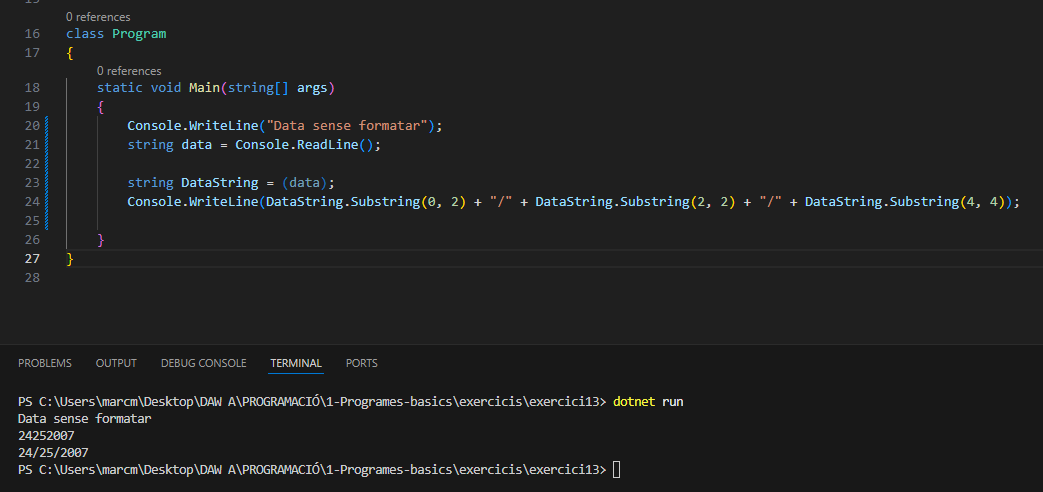 15
0 references
16 class Program
17 {
0 references
18 static void Main(string[] args)
19 {
20 Console.WriteLine("Data sense formatar");
21 string data = Console.ReadLine();
22
23 string DataString = (data);
24 Console.WriteLine(DataString.Substring(0, 2) + "/" + DataString.Substring(2, 2) + "/" + DataString.Substring(4, 4));
25
26 }
27 }
28
PROBLEMS OUTPUT DEBUG CONSOLE TERMINAL PORTS
PS C:\Users\marcm\Desktop\DAW A\PROGRAMACIÓ\1-Programes-basics\exercicis\exercici13> dotnet run
Data sense formatar
24252007
24/25/2007
PS C:\Users\marcm\Desktop\DAW A\PROGRAMACIÓ\1-Programes-basics\exercicis\exercici13>